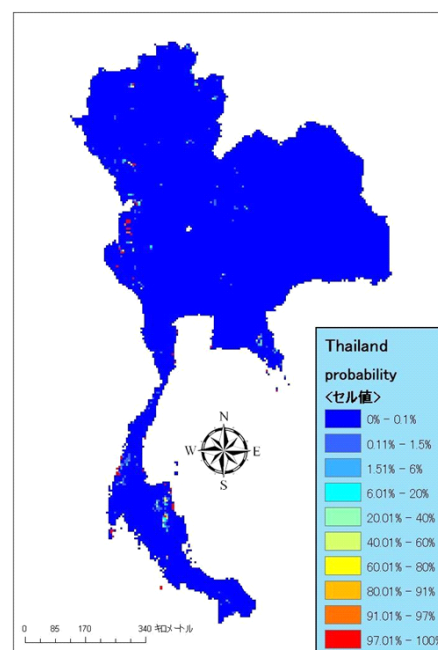 Thailand
probability
<セル値>
0% - 0.1%
0.11% - 1.5%
1.51% - 6%
6.01% - 20%
20.01% - 40%
40.01% - 60%
60.01% - 80%
80.01% - 91%
91.01% - 97%
97.01% - 100%
N
W E
S
0 85 170 340 キロメートル